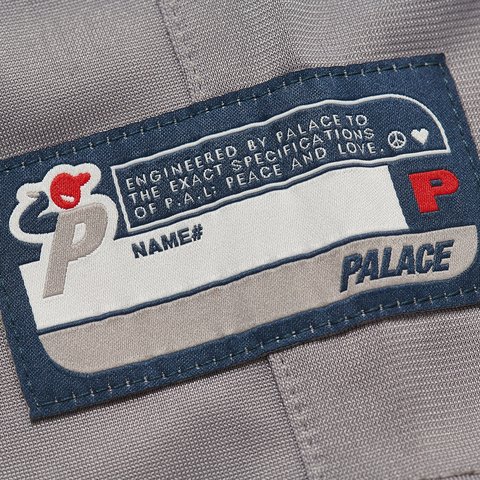 ENGINEERED BY PALACE TO
THE EXACT SPECIFICATIONS
OF P.A.L: PEACE AND LOVE.
P
NAME#
P
PALACE